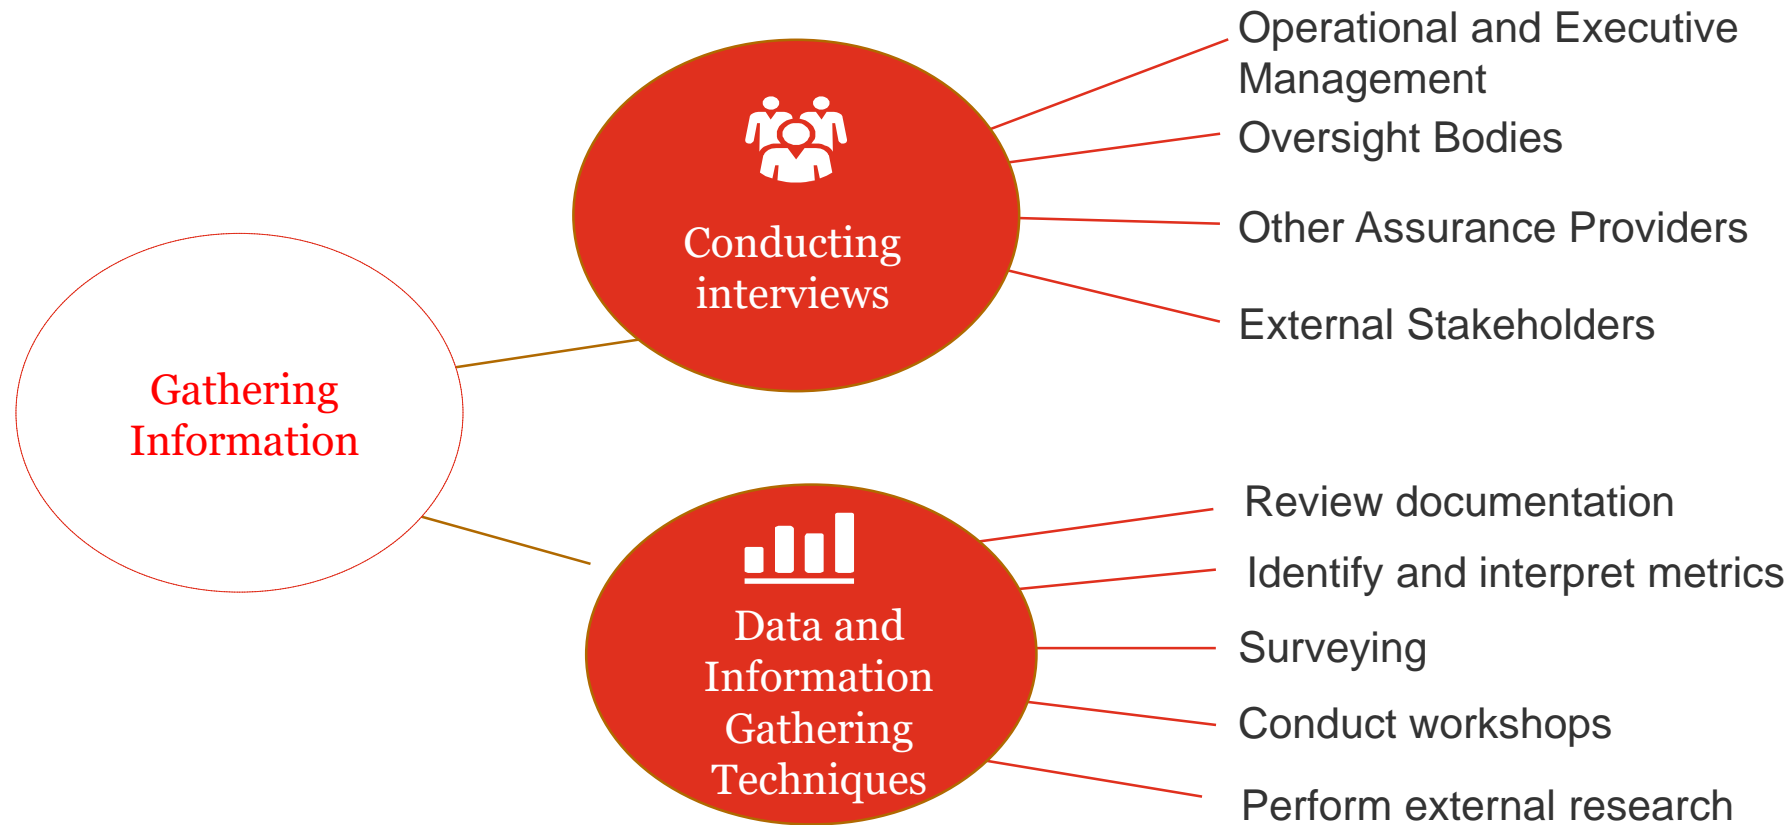 Gathering
Information
Conducting
interviews
Operational and Executive
Management
Oversight Bodies
Other Assurance Providers
External Stakeholders
Data and
Information
Gathering
Techniques
Review documentation
Identify and interpret metrics
Surveying
Conduct workshops
Perform external research